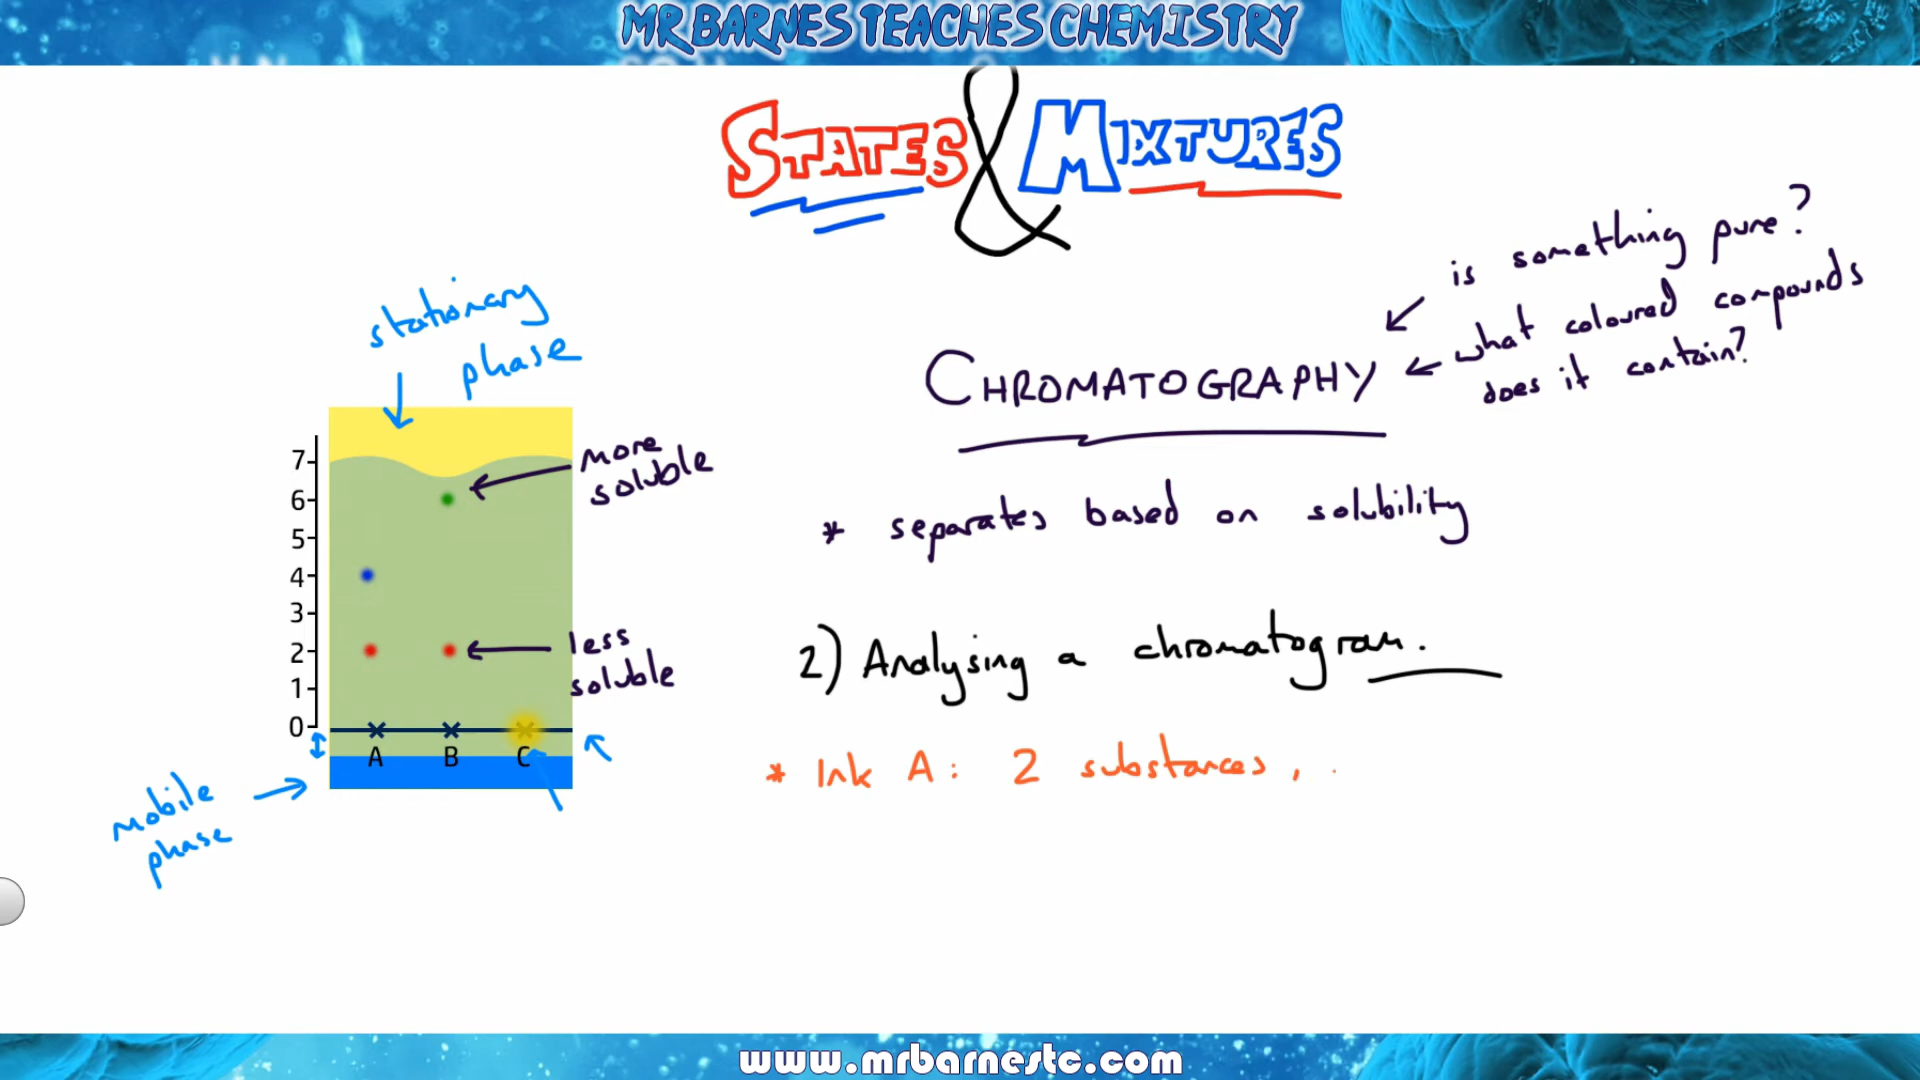 MR BARNES TEACHES CHEMISTRY
STATES & MIXTURES
is something pure?
what coloured compounds
does it contain?
CHROMATOGRAPHY
* separates based on solubility
2) Analysing a chromatogram.
* Ink A: 2 substances, .
stationary
phase
more
soluble
less
soluble
7
6
5
4
3
2
1
0
A B C
mobile
phase
www.mrbarnestc.com